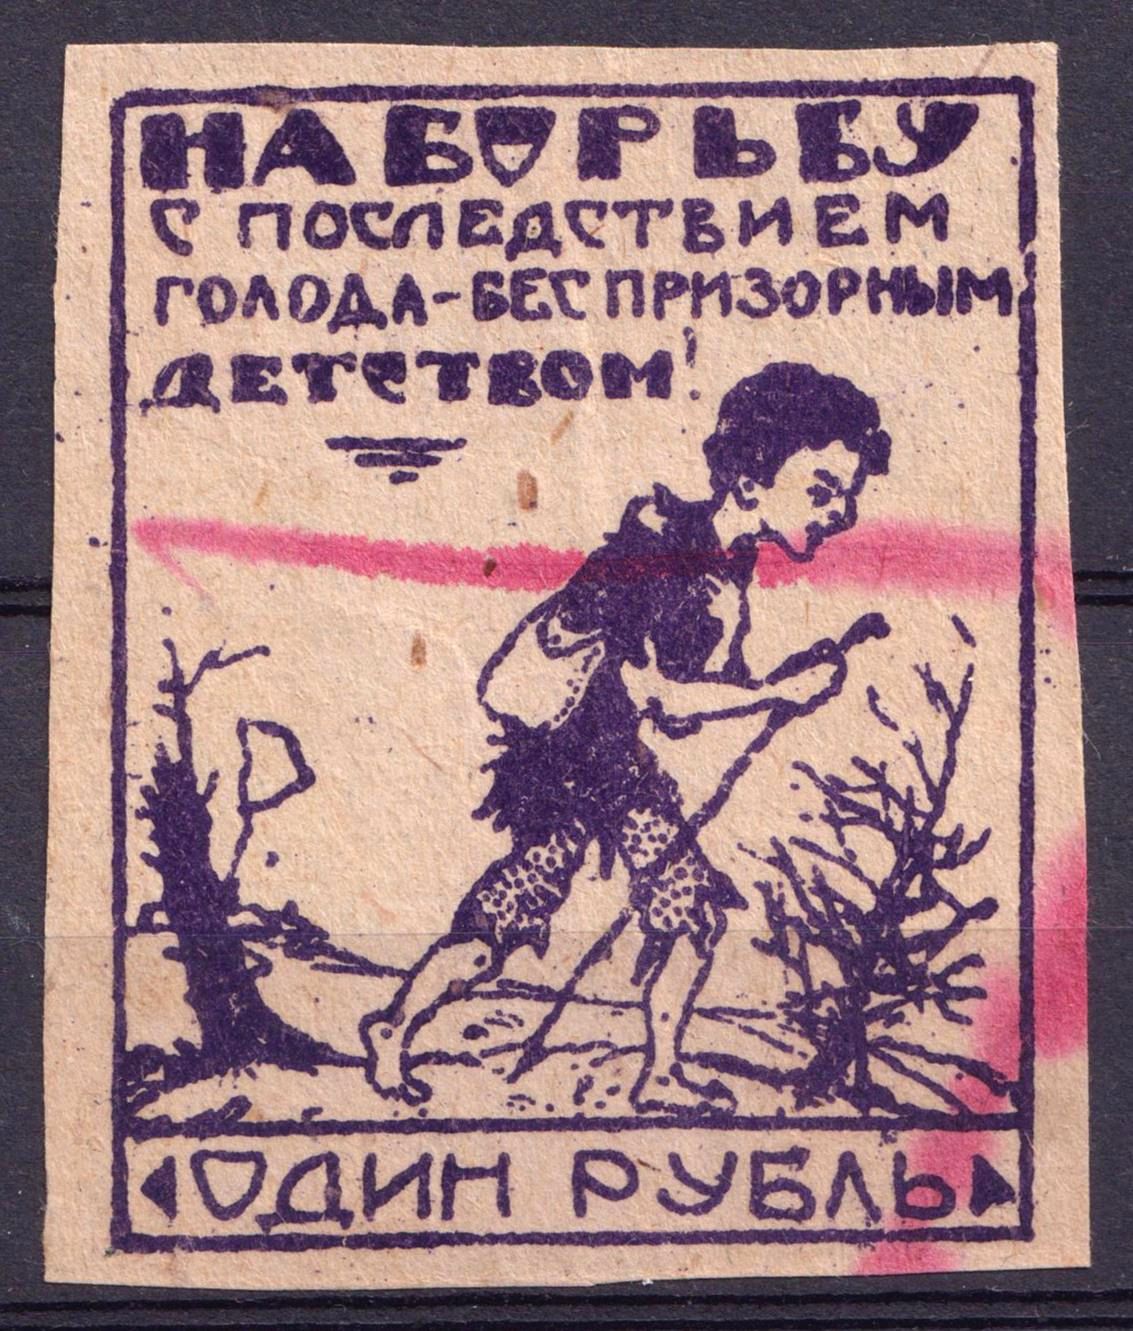 НА БОРЬБУ
С ПОСЛЕДСТВИЕМ
ГОЛОДА-БЕСПРИЗОРНЫМ
ДЕТСТВОМ!
ОДИН РУБЛЬ